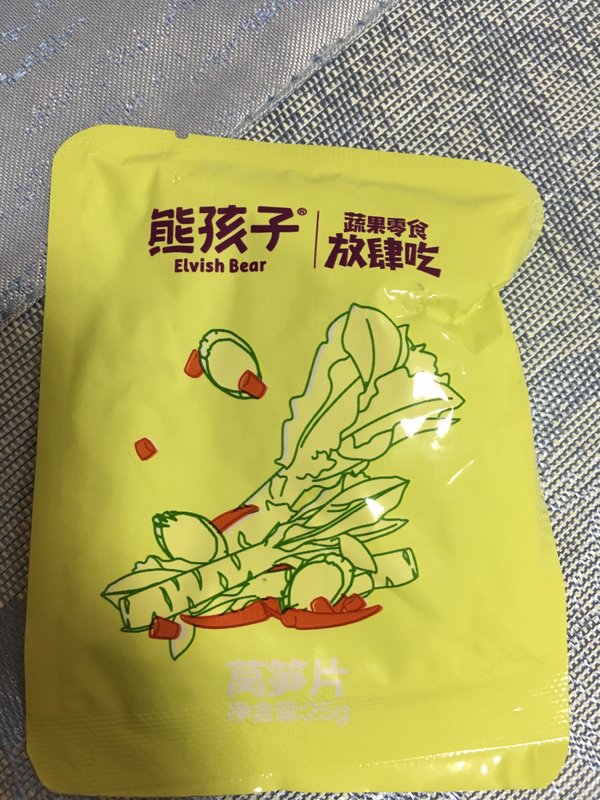 熊孩子®
Elvish Bear
蔬果零食
放肆吃
莴笋片
净含量:25g